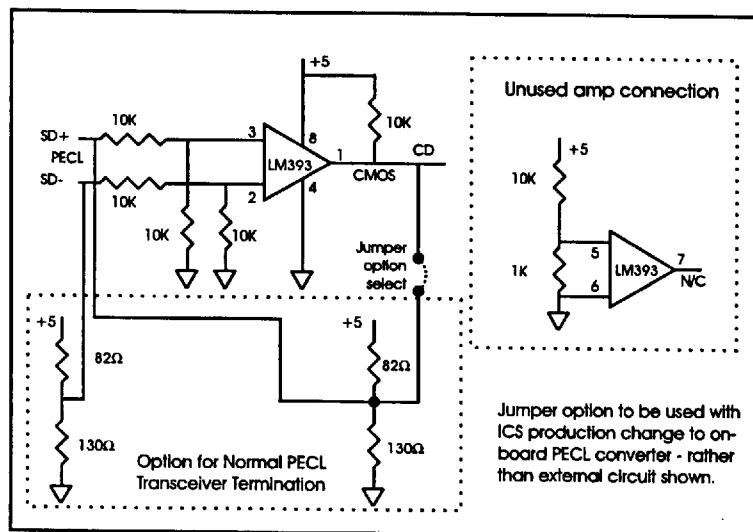 +5
Unused amp connection
10K
SD+
10K
3
8
CD
+5
PECL
LM393
1
SD-
2
4
CMOS
10K
10K
10K
10K
Jumper
option
select
5
7
1K
LM393
6
N/C
+5
+5
82Ω
82Ω
130Ω
130Ω
Option for Normal PECL
Transceiver Termination
Jumper option to be used with
ICS production change to on-
board PECL converter - rather
than external circuit shown.